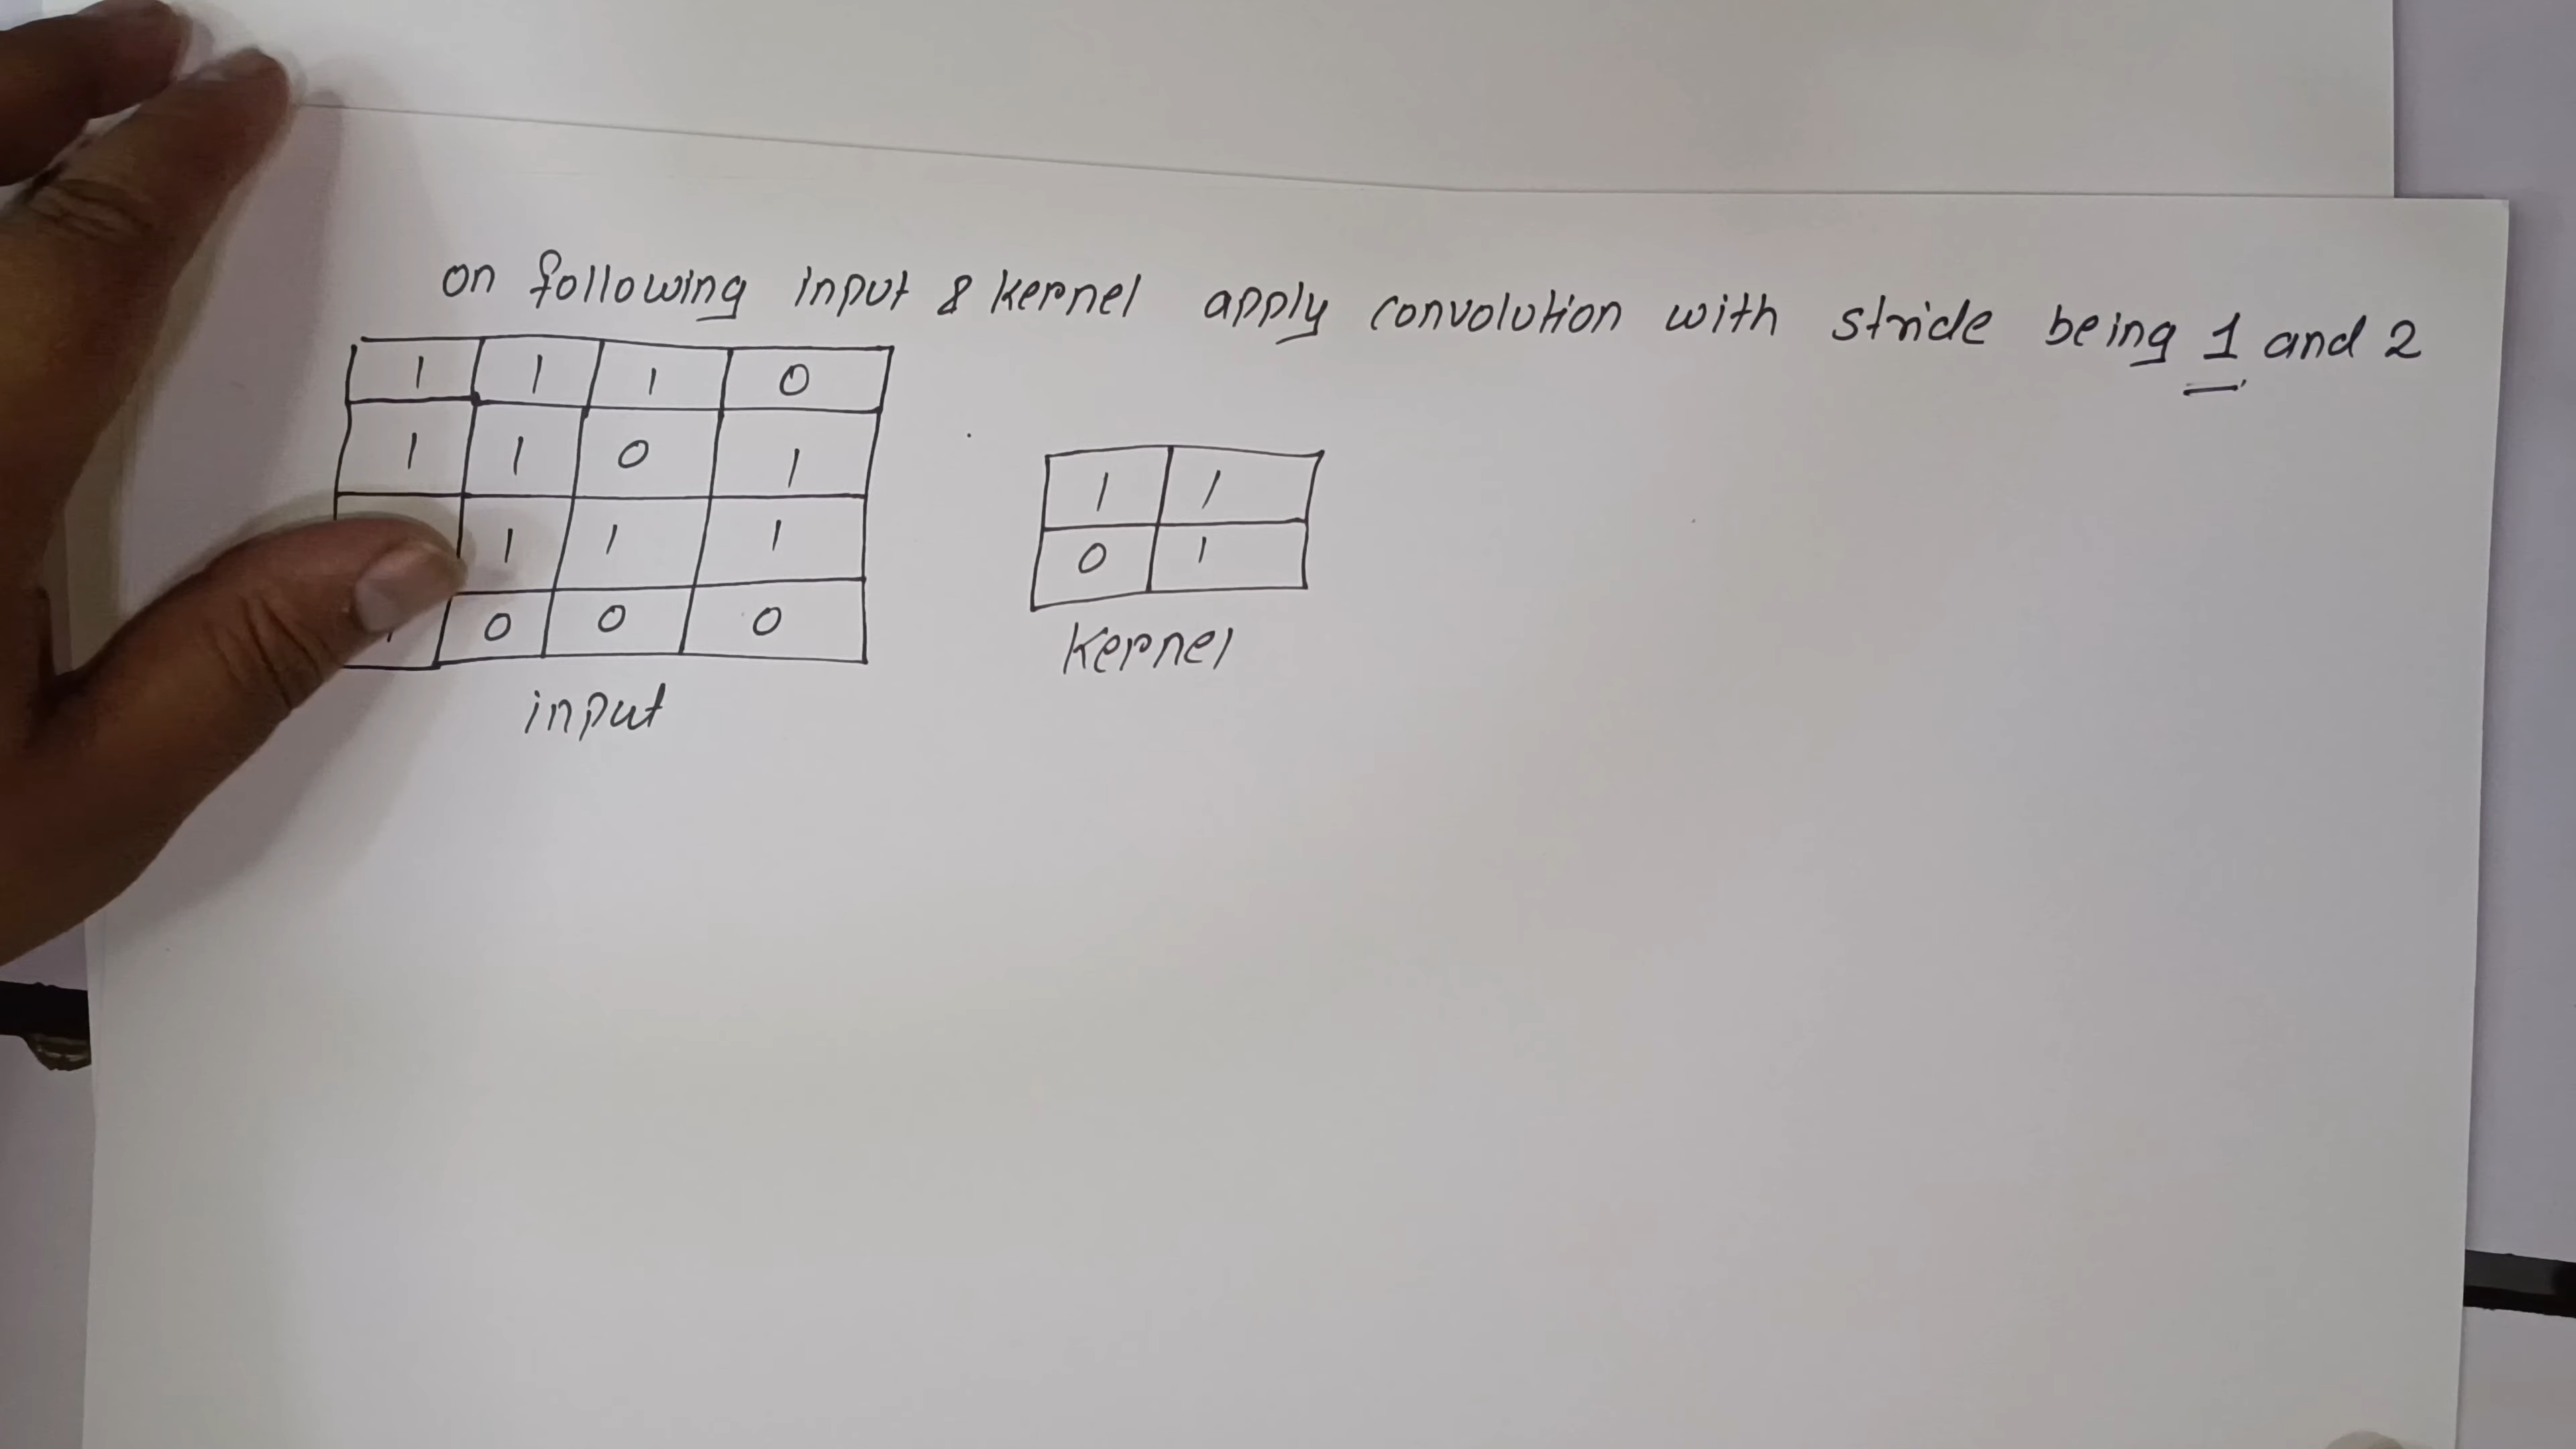 on following input & kernel apply convolution with stride being 1 and 2
1 1 1 0
1 1 0 1
1 1 1
0 0 0
input
1 1
0 1
kernel